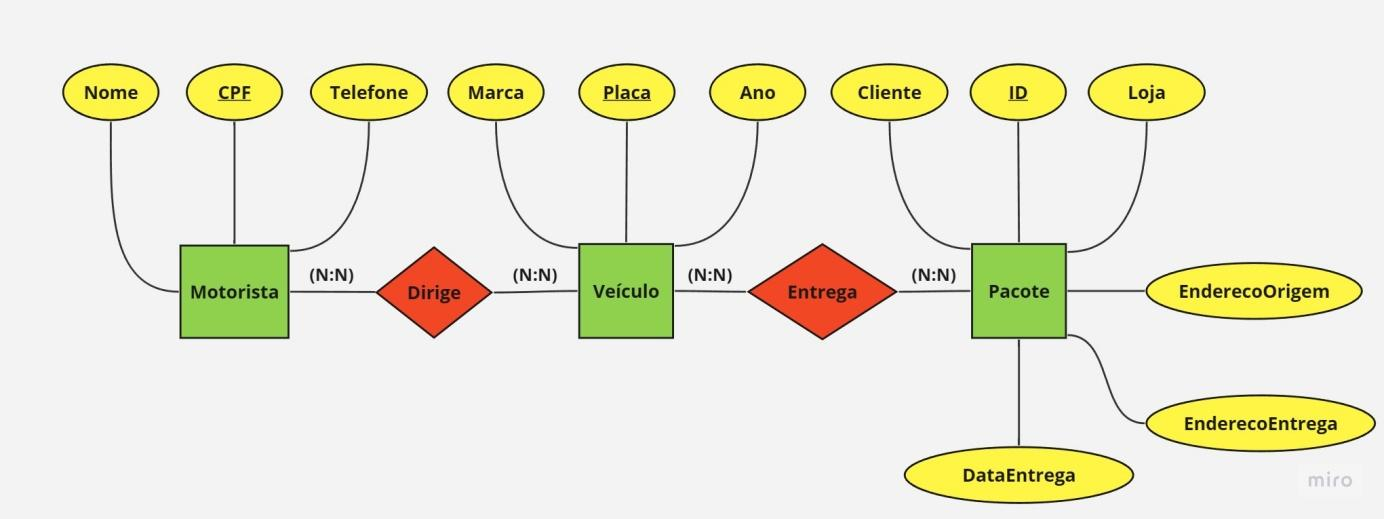 Nome
CPF
Telefone
Marca
Placa
Ano
Cliente
ID
Loja
Motorista
(N:N)
Dirige
(N:N)
Veículo
(N:N)
Entrega
(N:N)
Pacote
EnderecoOrigem
EnderecoEntrega
DataEntrega
miro